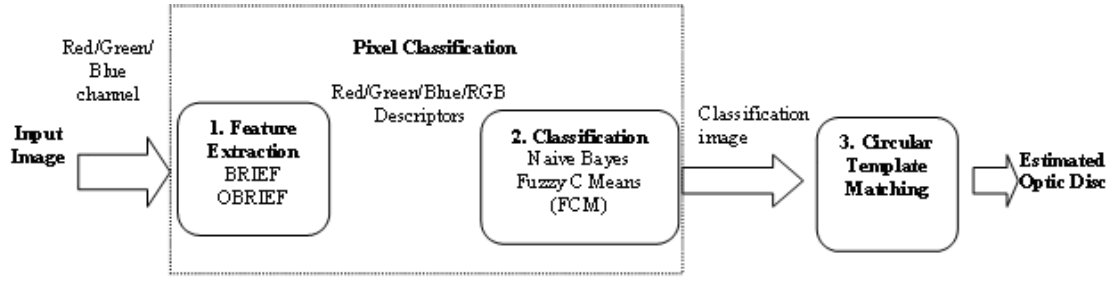 Red/Green/
Blue
channel
Input
Image
Pixel Classification
1. Feature
Extraction
BRIEF
OBRIEF
Red/Green/Blue/RGB
Descriptors
2. Classification
Naive Bayes
Fuzzzy C Means
(FCM)
Classification
image
3. Circular
Template
Matching
Estimated
Optic Disc